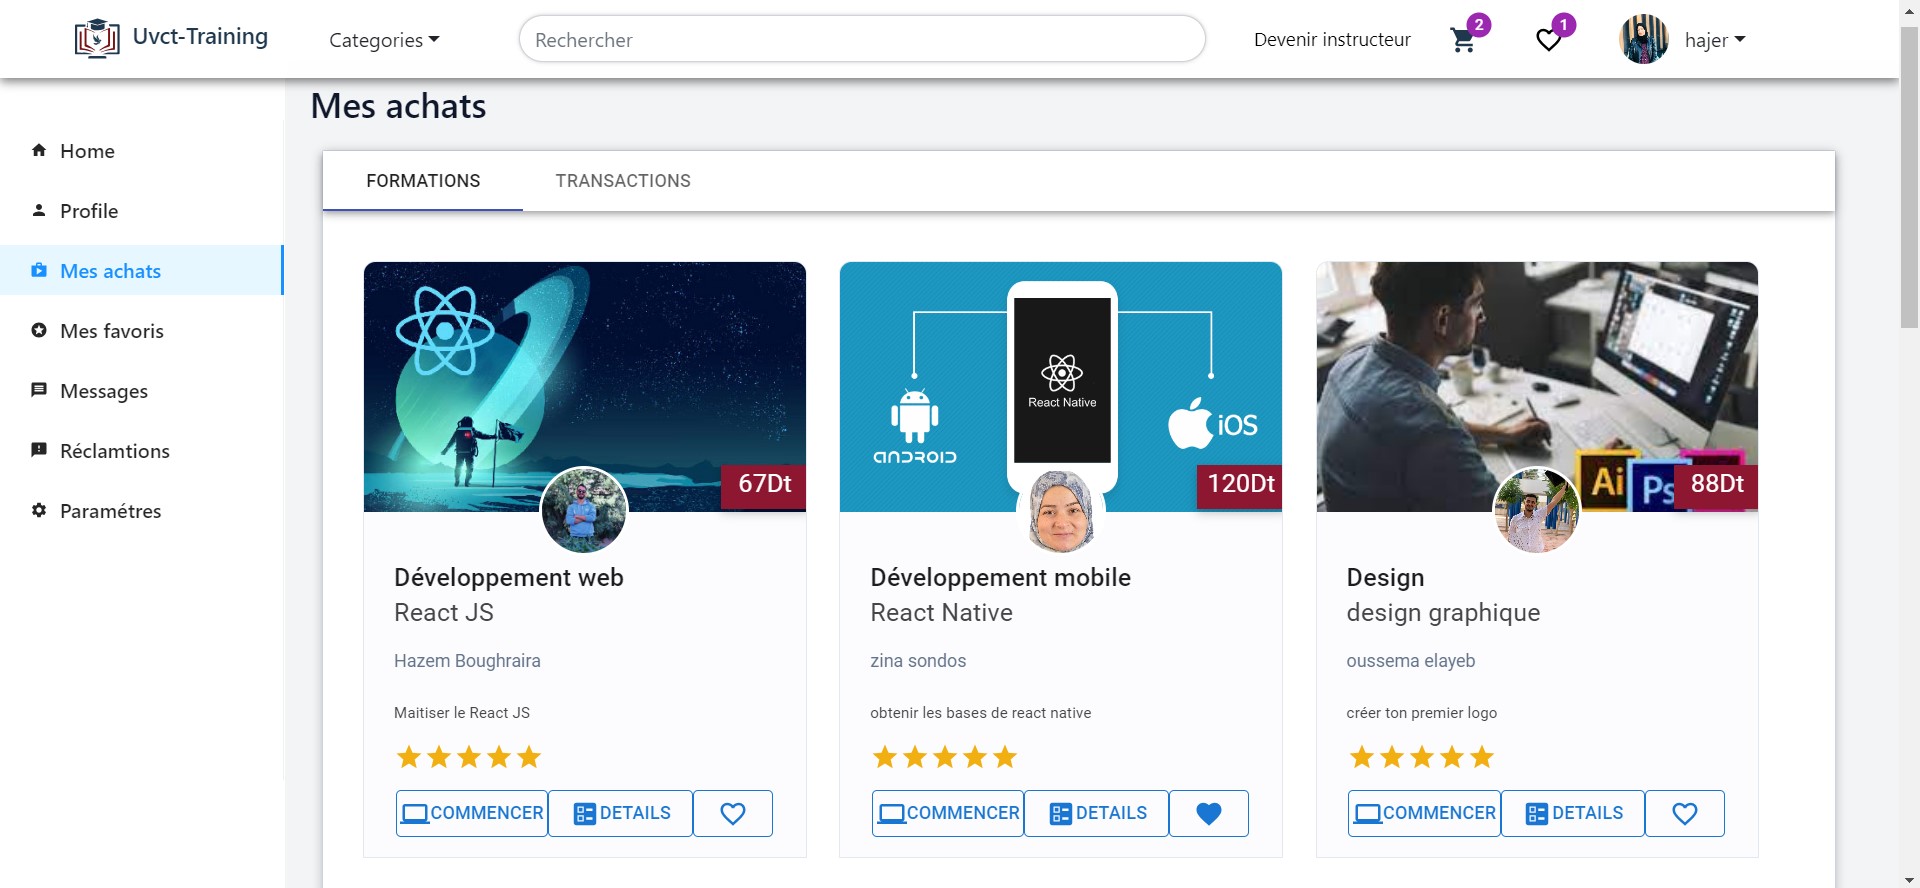 Uvct-Training
Categories
Rechercher
Devenir instructeur
2
1
hajer
Home
Profile
Mes achats
Mes favoris
Messages
Réclamtions
Paramétres
Mes achats
FORMATIONS
TRANSACTIONS
67Dt
Développement web
React JS
Hazem Boughraira
Maitiser le React JS
COMMENCER
DETAILS
React Native
ANDROID
iOS
120Dt
Développement mobile
React Native
zina sondos
obtenir les bases de react native
COMMENCER
DETAILS
Ai
Ps
88Dt
Design
design graphique
oussema elayeb
créer ton premier logo
COMMENCER
DETAILS